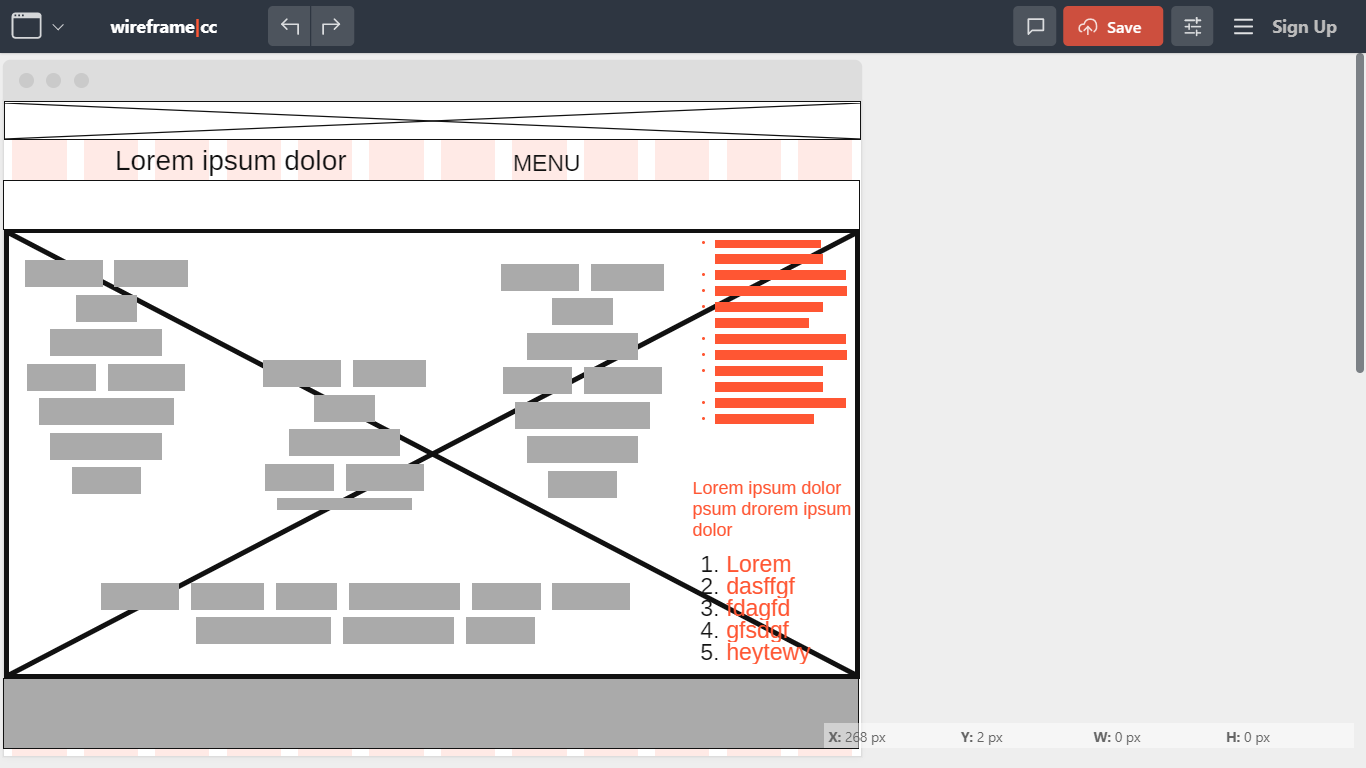 wireframe|cc
Save
Sign Up
Lorem ipsum dolor
MENU
Lorem ipsum dolor
psum drorem ipsum
dolor
1. Lorem
2. dasffgf
3. fdagfd
4. gfsdgf
5. heytewy
X: 268 px Y: 2 px W: 0 px H: 0 px